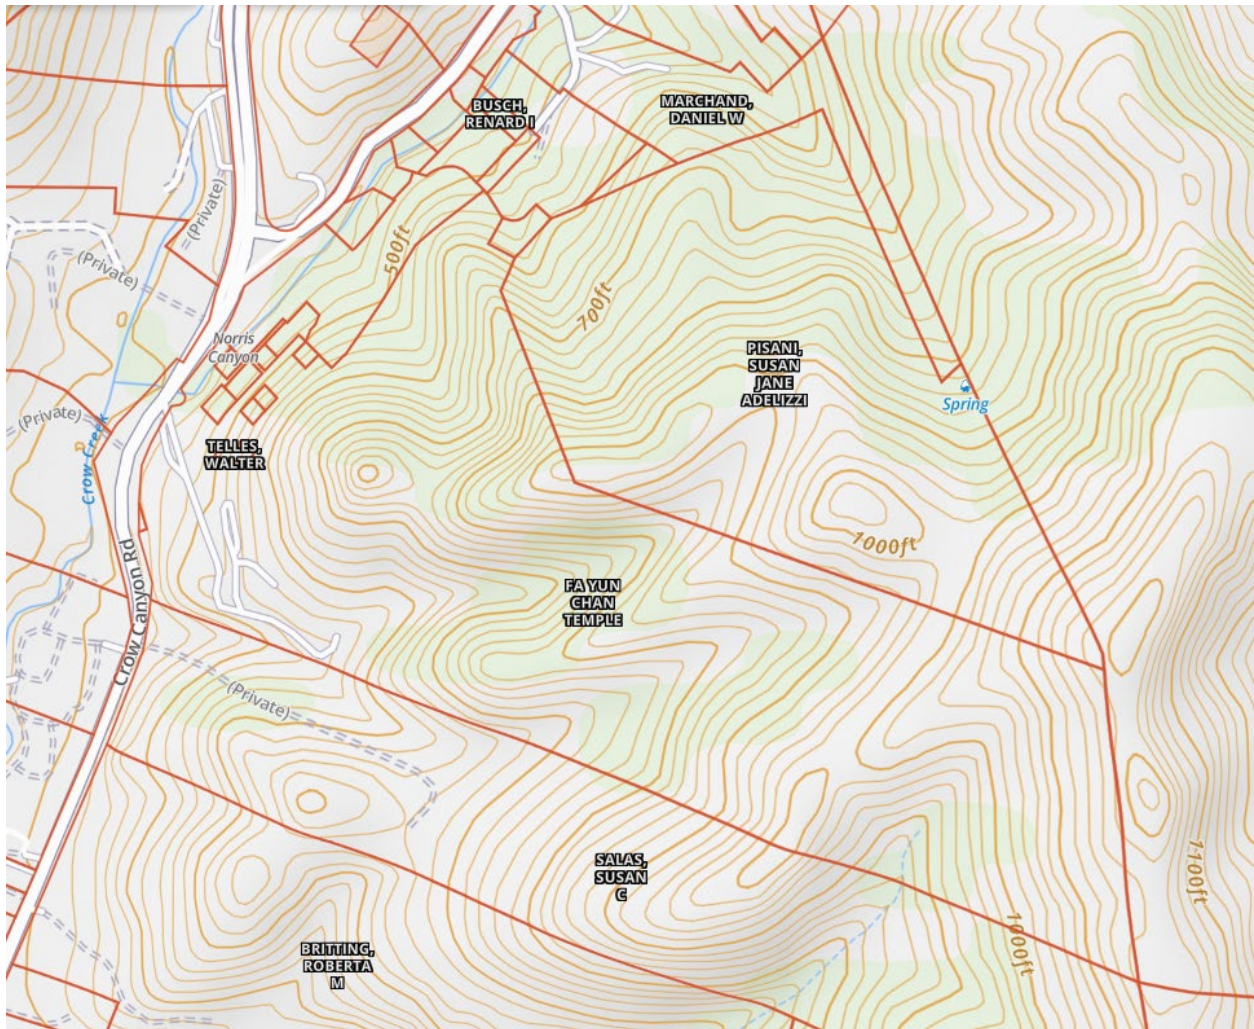 BUSCH,
RENARD I
MARCHAND,
DANIEL W
(Private)
500ft
(Private)
700ft
Norris
Canyon
PISANI,
SUSAN
JANE
ADELIZZI
Spring
(Private)
Crow Creek
TELLES,
WALTER
1000ft
Crow Canyon Rd
FA YUN
CHAN
TEMPLE
(Private)
SALAS,
SUSAN
C
1100ft
1000ft
BRITTING,
ROBERTA
M